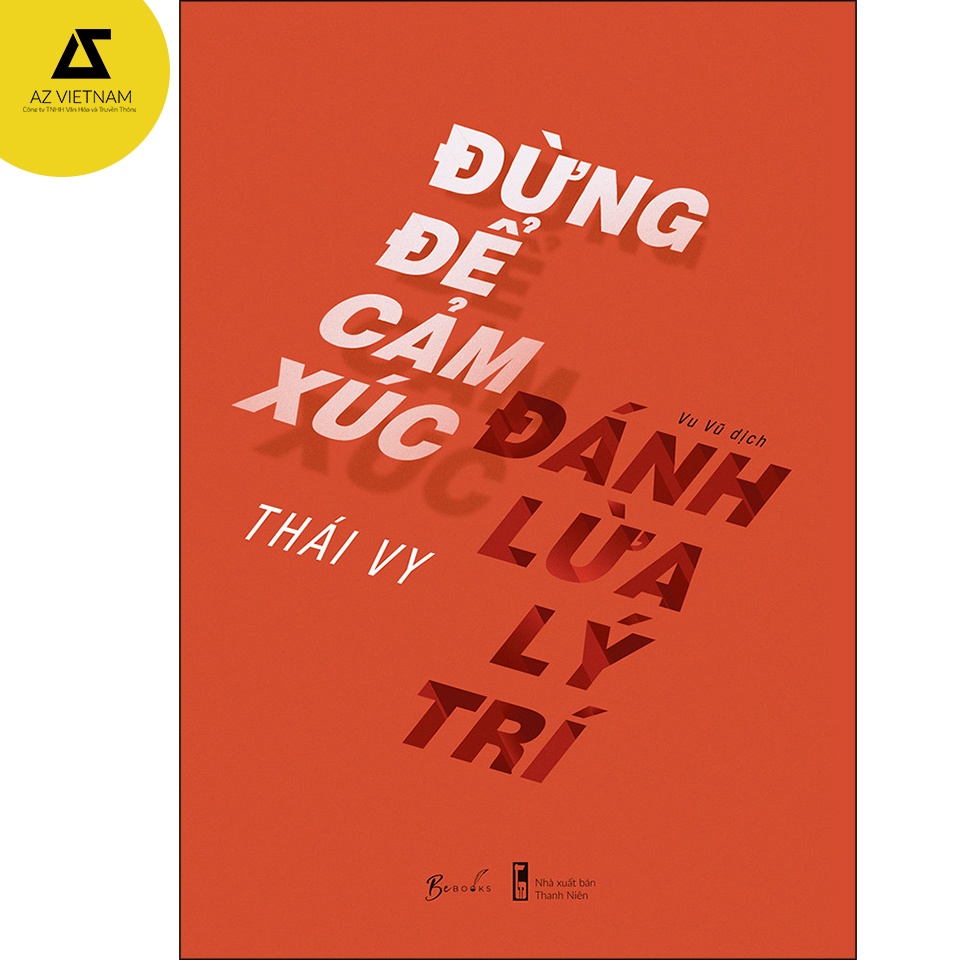 AZ VIETNAM
Công ty TNHH Văn Hóa và Truyền Thông
ĐỪNG
ĐỂ
CẢM
XÚC
ĐÁNH
LỪA
LÝ
TRÍ
Vu Vũ dịch
THÁI VY
BeBOOKS
Nhà xuất bản
Thanh Niên